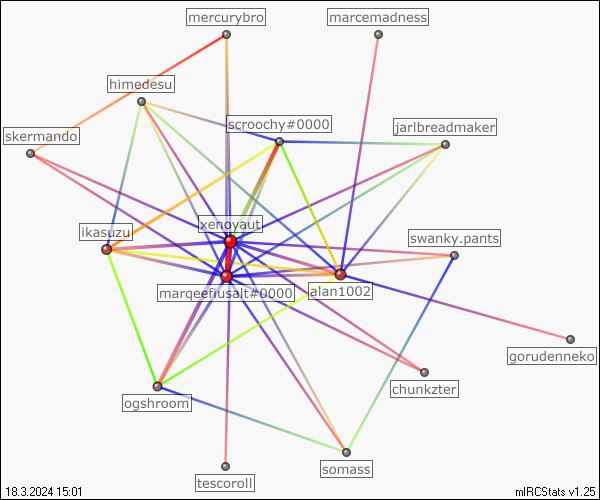 mercurybro
marcemadness
himedesu
scroochy#0000
jarlbreadmaker
skermando
xenoyaut
ikasuzu
swanky.pants
marqeefiusalt#0000
alan1002
gorudenneko
chunkzter
ogshroom
somass
tescoroll
18.3.2024 15:01
mIRCStats v1.25